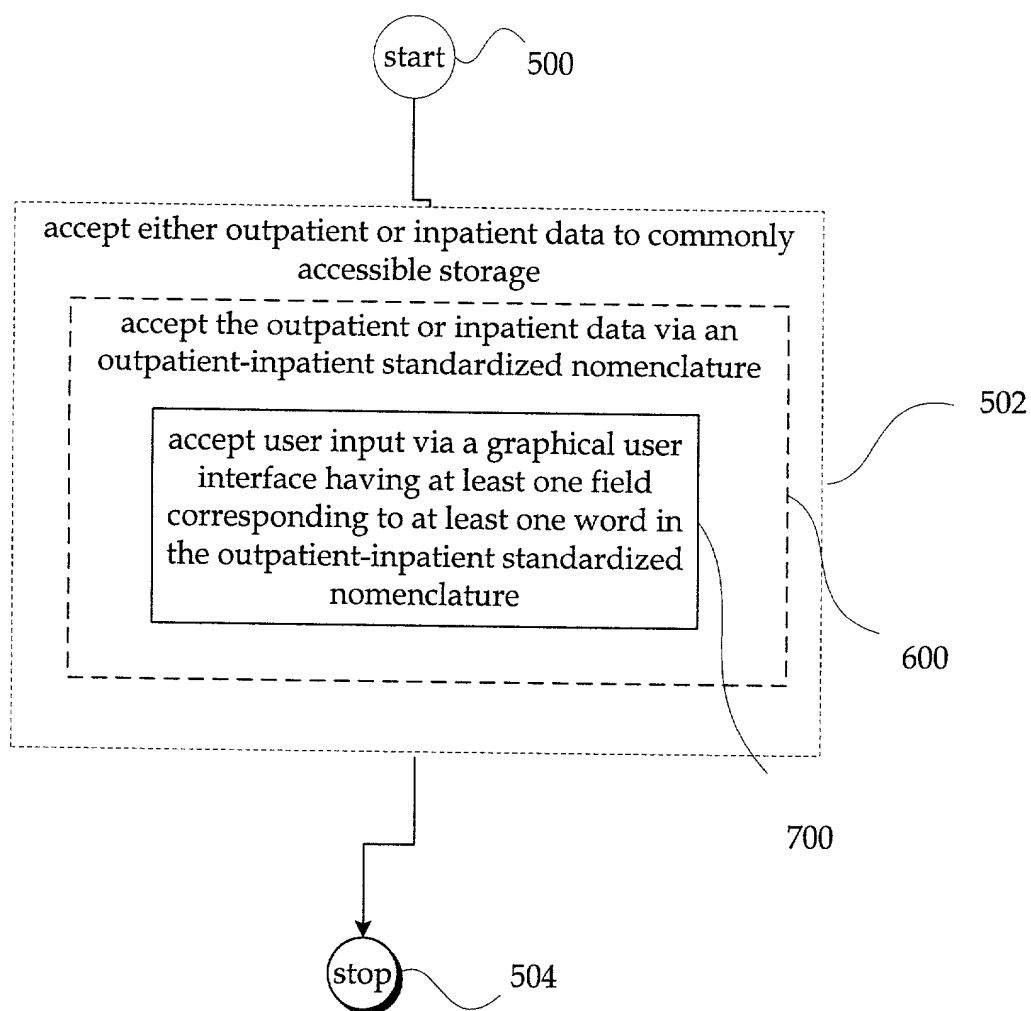 start
500
accept either outpatient or inpatient data to commonly
accessible storage
accept the outpatient or inpatient data via an
outpatient-inpatient standardized nomenclature
502
accept user input via a graphical user
interface having at least one field
corresponding to at least one word in
the outpatient-inpatient standardized
nomenclature
600
700
stop
504